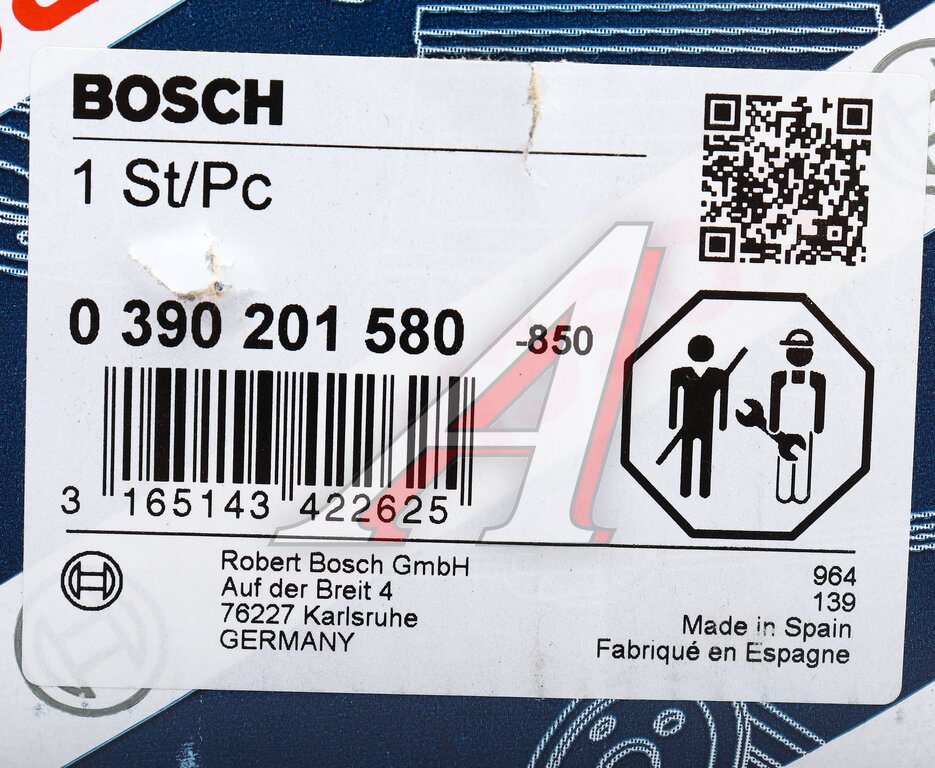 BOSCH
1 St/Pc
0 390 201 580 -850
3 165143 422625
Robert Bosch GmbH
Auf der Breit 4
76227 Karlsruhe
GERMANY
964
139
Made in Spain
Fabriqué en Espagne